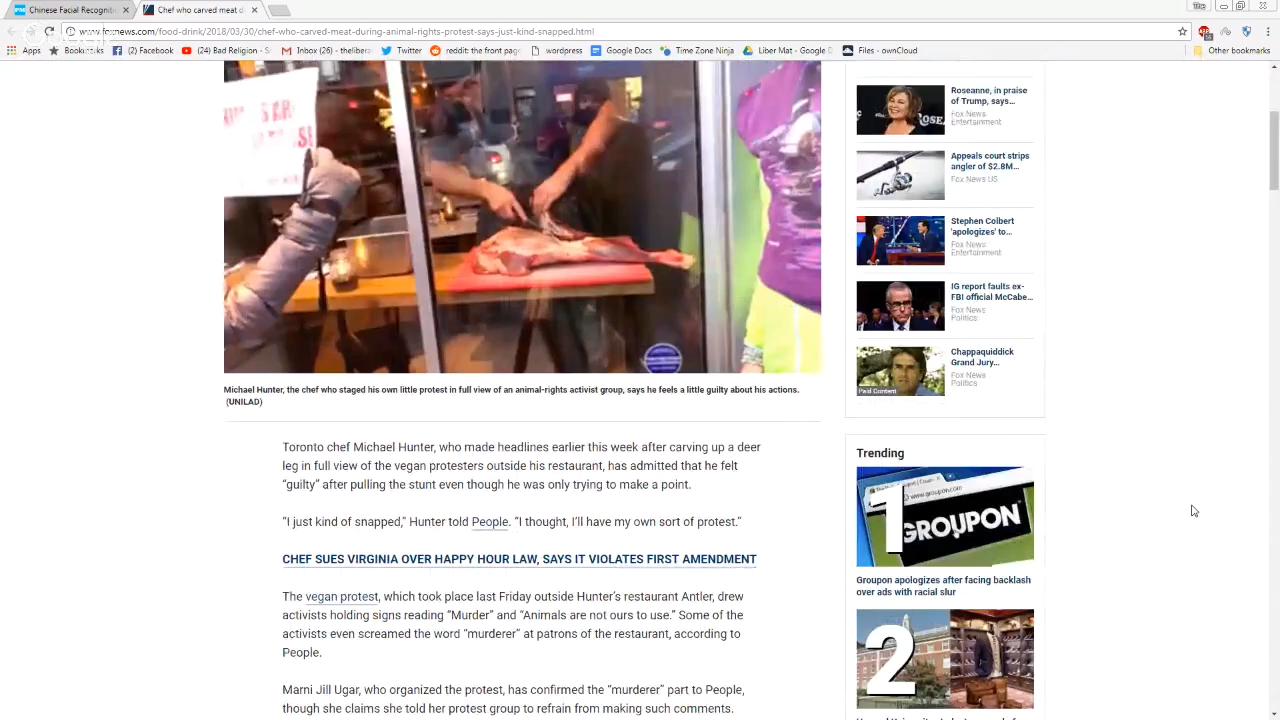 Chinese Facial Recogniti
Chef who carved meat d
www.foxnews.com/food-drink/2018/03/30/chef-who-carved-meat-during-animal-rights-protest-says-just-kind-snapped.html
Apps Bookmarks (2) Facebook (24) Bad Religion - St Inbox (26) - theliber Twitter wordpress Google Docs Time Zone Ninja Liber Mat - Google D Files - ownCloud Other bookmarks
Michael Hunter, the chef who staged his own little protest in full view of an animal-rights activist group, says he feels a little guilty about his actions.
(UNILAD)
Toronto chef Michael Hunter, who made headlines earlier this week after carving up a deer
leg in full view of the vegan protesters outside his restaurant, has admitted that he felt
“guilty” after pulling the stunt even though he was only trying to make a point.
“I just kind of snapped,” Hunter told People. “I thought, I’ll have my own sort of protest.”
CHEF SUES VIRGINIA OVER HAPPY HOUR LAW, SAYS IT VIOLATES FIRST AMENDMENT
The vegan protest, which took place last Friday outside Hunter’s restaurant Antler, drew
activists holding signs reading “Murder” and “Animals are not ours to use.” Some of the
activists even screamed the word “murderer” at patrons of the restaurant, according to
People.
Marni Jill Ugar, who organized the protest, has confirmed the “murderer” part to People,
though she claims she told her protest group to refrain from making such comments.
Roseanne, in praise
of Trump, says…
Fox News
Entertainment
Appeals court strips
angler of $2.8M…
Fox News US
Stephen Colbert
'apologizes' to…
Fox News
Entertainment
IG report faults ex-
FBI official McCabe…
Fox News
Politics
Chappaquiddick
Grand Jury…
Fox News
Politics
Paid Content
Trending
1
www.groupon.com
GROUPON
Groupon apologizes after facing backlash
over ads with racial slur
2